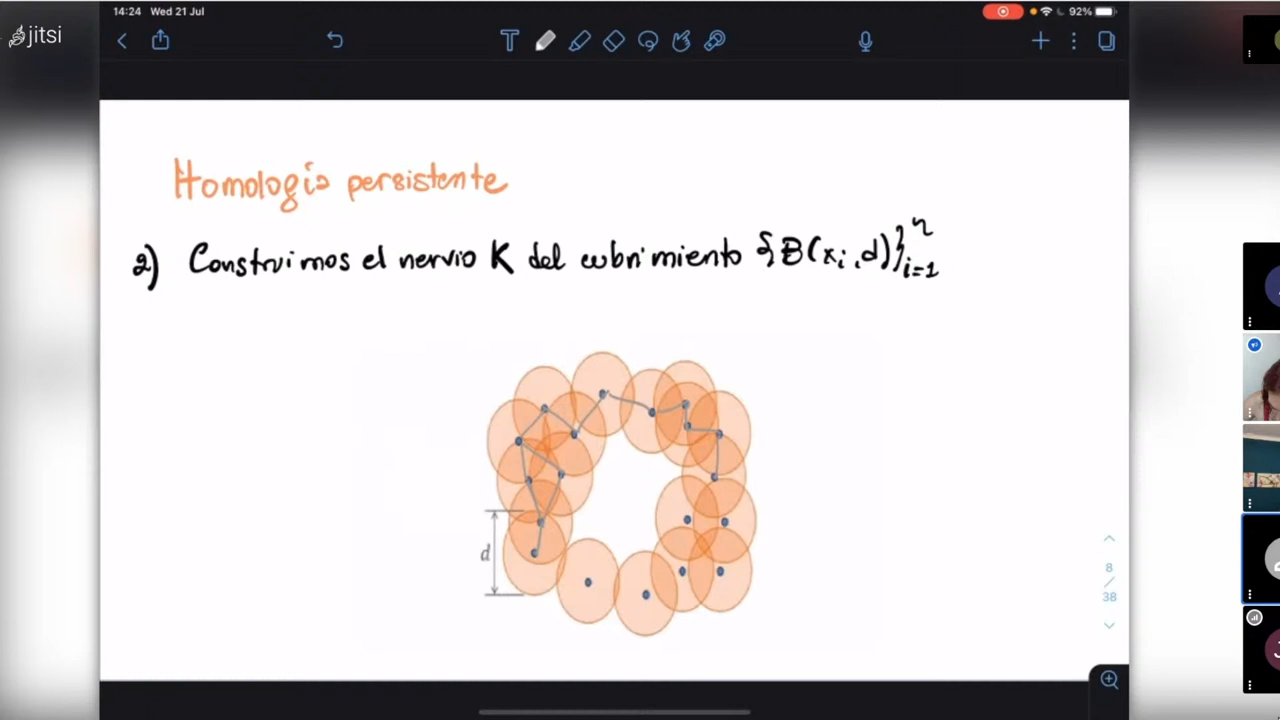 14:24 Wed 21 Jul
92%
jitsi
Homología persistente
2) Construimos el nervio K del cubrimiento {B(xi,d)}ⁿi=1
d
8
/
38